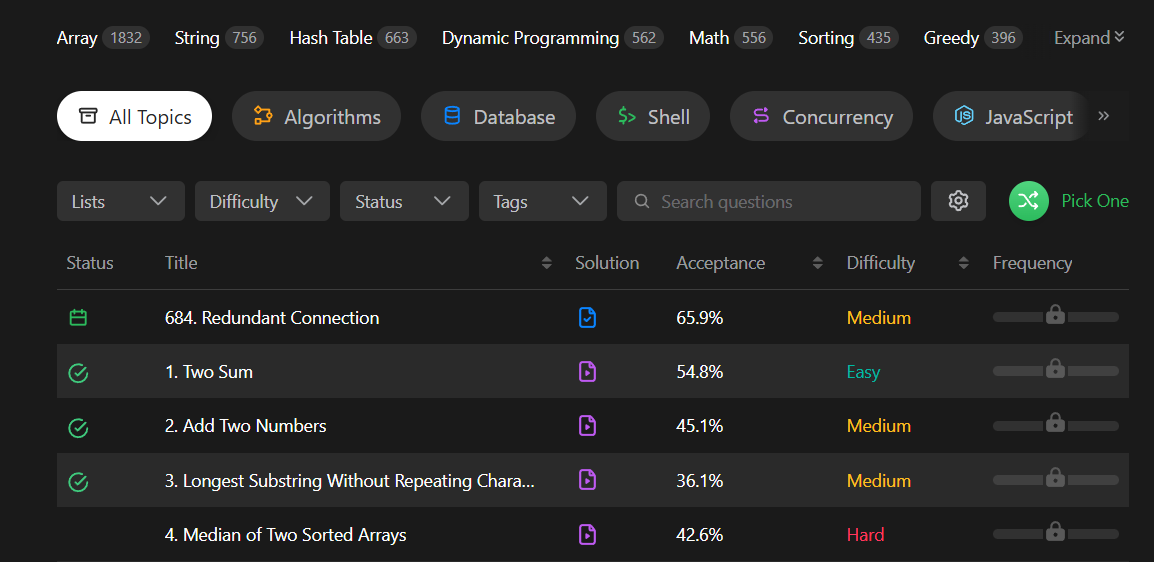 Array 1832 String 756 Hash Table 663 Dynamic Programming 562 Math 556 Sorting 435 Greedy 396 Expand
All Topics Algorithms Database Shell Concurrency JavaScript
Lists Difficulty Status Tags Search questions Pick One
Status Title Solution Acceptance Difficulty Frequency
684. Redundant Connection 65.9% Medium
1. Two Sum 54.8% Easy
2. Add Two Numbers 45.1% Medium
3. Longest Substring Without Repeating Chara... 36.1% Medium
4. Median of Two Sorted Arrays 42.6% Hard